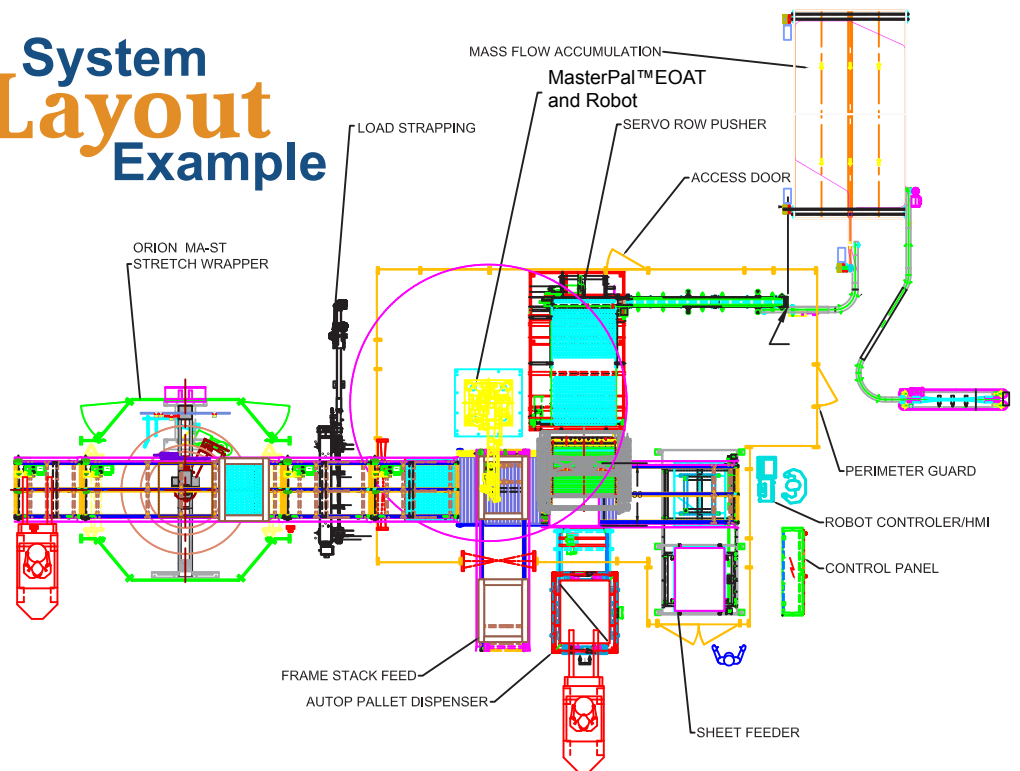 System
Layout
Example
MASS FLOW ACCUMULATION
MasterPal™EOAT
and Robot
LOAD STRAPPING
SERVO ROW PUSHER
ACCESS DOOR
ORION MA-ST
STRETCH WRAPPER
PERIMETER GUARD
ROBOT CONTROLER/HMI
CONTROL PANEL
FRAME STACK FEED
AUTOP PALLET DISPENSER
SHEET FEEDER